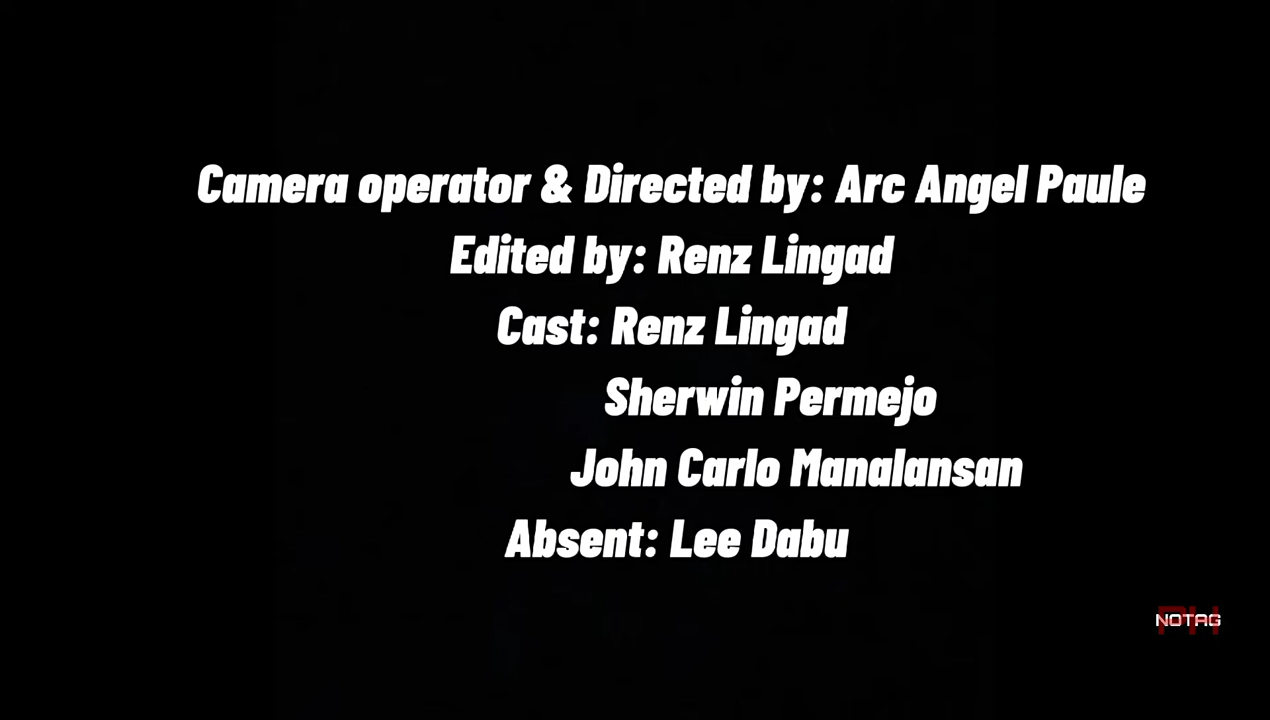 Camera operator & Directed by: Arc Angel Paule
Edited by: Renz Lingad
Cast: Renz Lingad
Sherwin Permejo
John Carlo Manalansan
Absent: Lee Dabu
PH
NOTAG